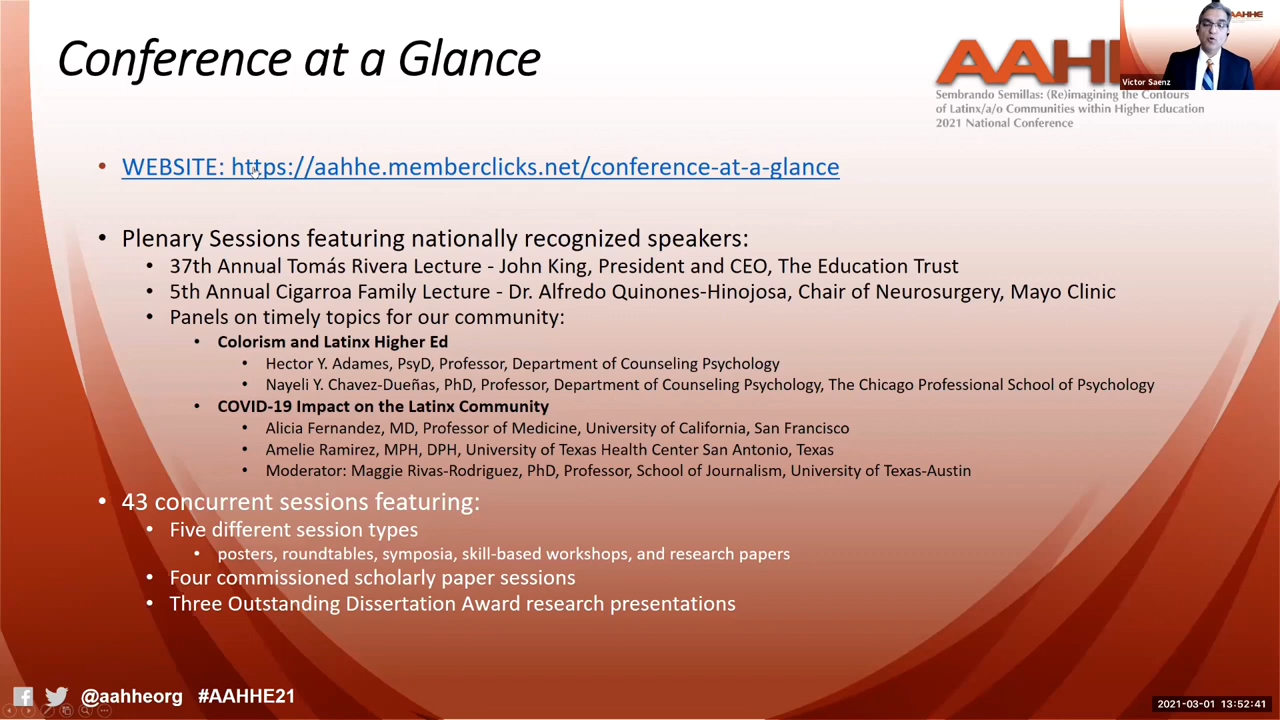 Conference at a Glance
AAHHE
Victor Saenz
Sembrando Semillas: (Re)imagining the Contours
of Latinx/a/o Communities within Higher Education
2021 National Conference
• WEBSITE: https://aahhe.memberclicks.net/conference-at-a-glance
• Plenary Sessions featuring nationally recognized speakers:
• 37th Annual Tomás Rivera Lecture - John King, President and CEO, The Education Trust
• 5th Annual Cigarroa Family Lecture - Dr. Alfredo Quinones-Hinojosa, Chair of Neurosurgery, Mayo Clinic
• Panels on timely topics for our community:
• Colorism and Latinx Higher Ed
• Hector Y. Adames, PsyD, Professor, Department of Counseling Psychology
• Nayeli Y. Chavez-Dueñas, PhD, Professor, Department of Counseling Psychology, The Chicago Professional School of Psychology
• COVID-19 Impact on the Latinx Community
• Alicia Fernandez, MD, Professor of Medicine, University of California, San Francisco
• Amelie Ramirez, MPH, DPH, University of Texas Health Center San Antonio, Texas
• Moderator: Maggie Rivas-Rodriguez, PhD, Professor, School of Journalism, University of Texas-Austin
• 43 concurrent sessions featuring:
• Five different session types
• posters, roundtables, symposia, skill-based workshops, and research papers
• Four commissioned scholarly paper sessions
• Three Outstanding Dissertation Award research presentations
@aahheorg #AAHHE21
2021-03-01 13:52:41